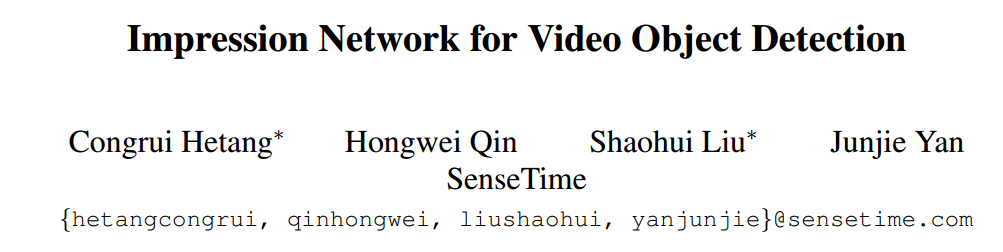 Impression Network for Video Object Detection
Congrui Hetang* Hongwei Qin Shaohui Liu* Junjie Yan
SenseTime
{hetangcongrui, qinhongwei, liushaohui, yanjunjie}@sensetime.com